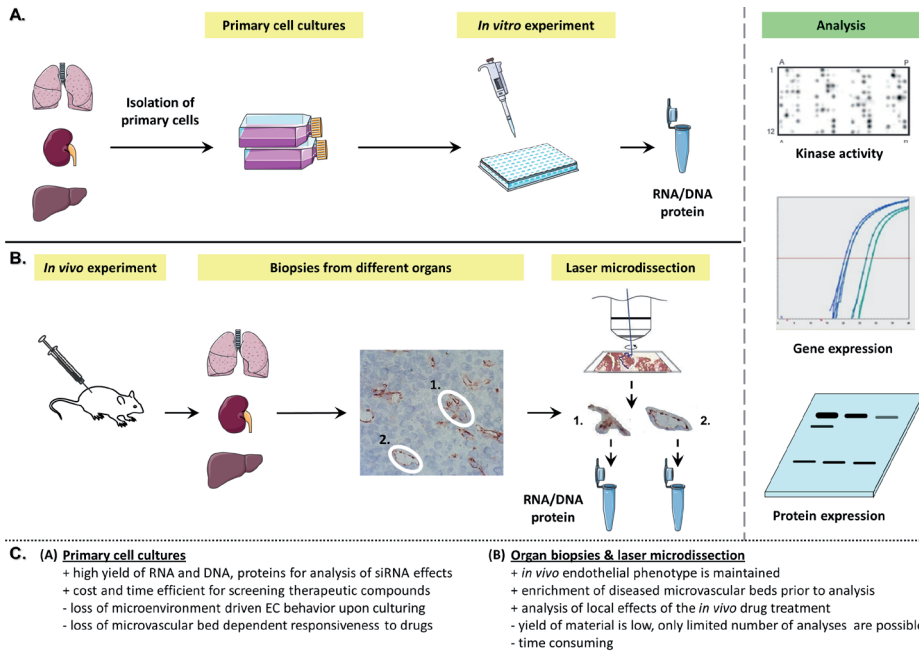 A.
Primary cell cultures
In vitro experiment
Analysis
Isolation of
primary cells
RNA/DNA
protein
A P
1
12
Kinase activity
B.
In vivo experiment
Biopsies from different organs
Laser microdissection
1.
2.
1.
2.
RNA/DNA
protein
Gene expression
Protein expression
C.
(A) Primary cell cultures
+ high yield of RNA and DNA, proteins for analysis of siRNA effects
+ cost and time efficient for screening therapeutic compounds
- loss of microenvironment driven EC behavior upon culturing
- loss of microvascular bed dependent responsiveness to drugs
(B) Organ biopsies & laser microdissection
+ in vivo endothelial phenotype is maintained
+ enrichment of diseased microvascular beds prior to analysis
+ analysis of local effects of the in vivo drug treatment
- yield of material is low, only limited number of analyses are possible
- time consuming